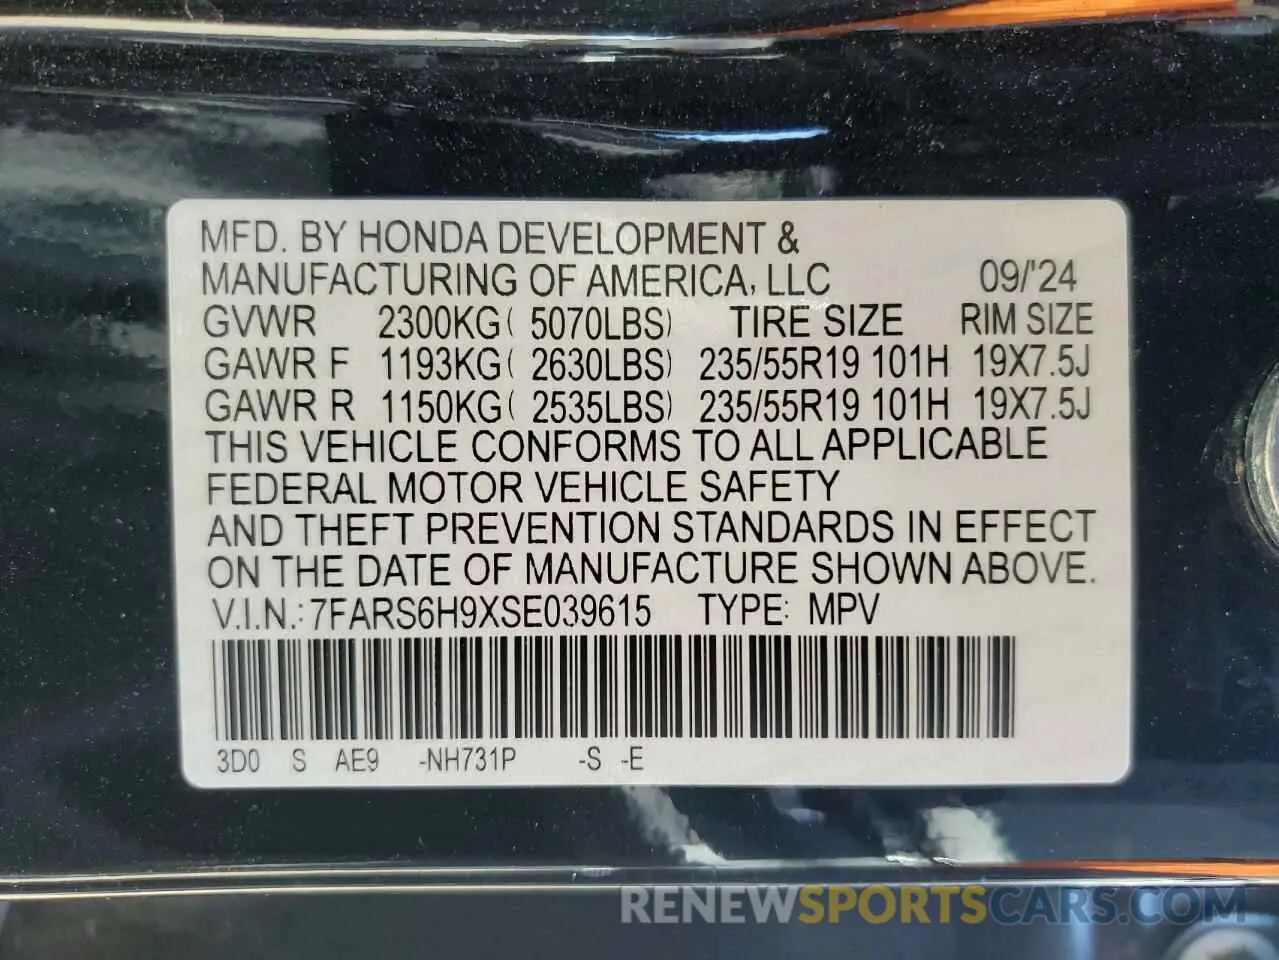 MFD. BY HONDA DEVELOPMENT &
MANUFACTURING OF AMERICA, LLC 09/'24
GVWR 2300KG( 5070LBS) TIRE SIZE RIM SIZE
GAWR F 1193KG( 2630LBS) 235/55R19 101H 19X7.5J
GAWR R 1150KG( 2535LBS) 235/55R19 101H 19X7.5J
THIS VEHICLE CONFORMS TO ALL APPLICABLE
FEDERAL MOTOR VEHICLE SAFETY
AND THEFT PREVENTION STANDARDS IN EFFECT
ON THE DATE OF MANUFACTURE SHOWN ABOVE.
V.I.N.: 7FARS6H9XSE039615 TYPE: MPV
3D0 S AE9 -NH731P -S -E
RENEWSPORTSCARS.COM